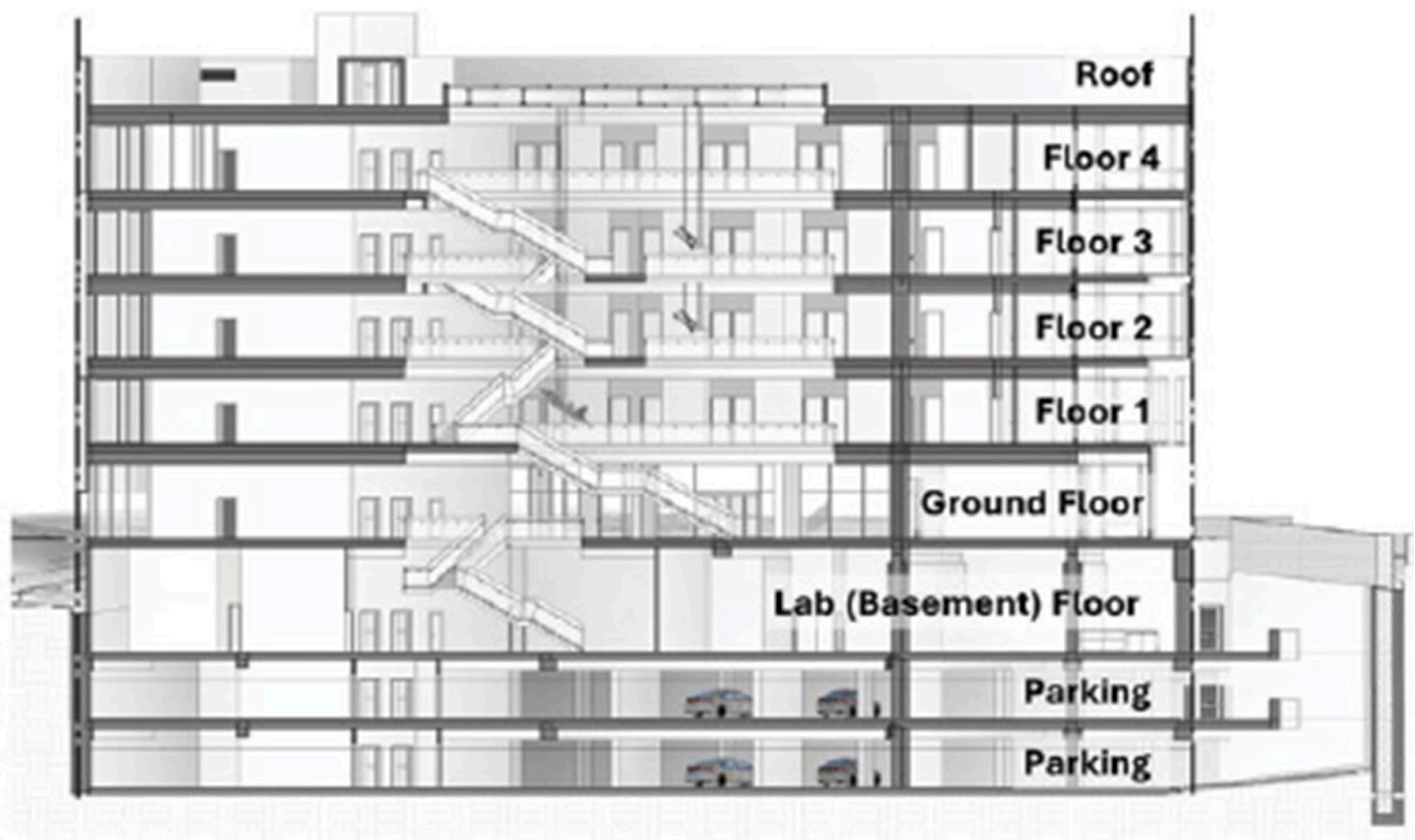 Roof
Floor 4
Floor 3
Floor 2
Floor 1
Ground Floor
Lab (Basement) Floor
Parking
Parking